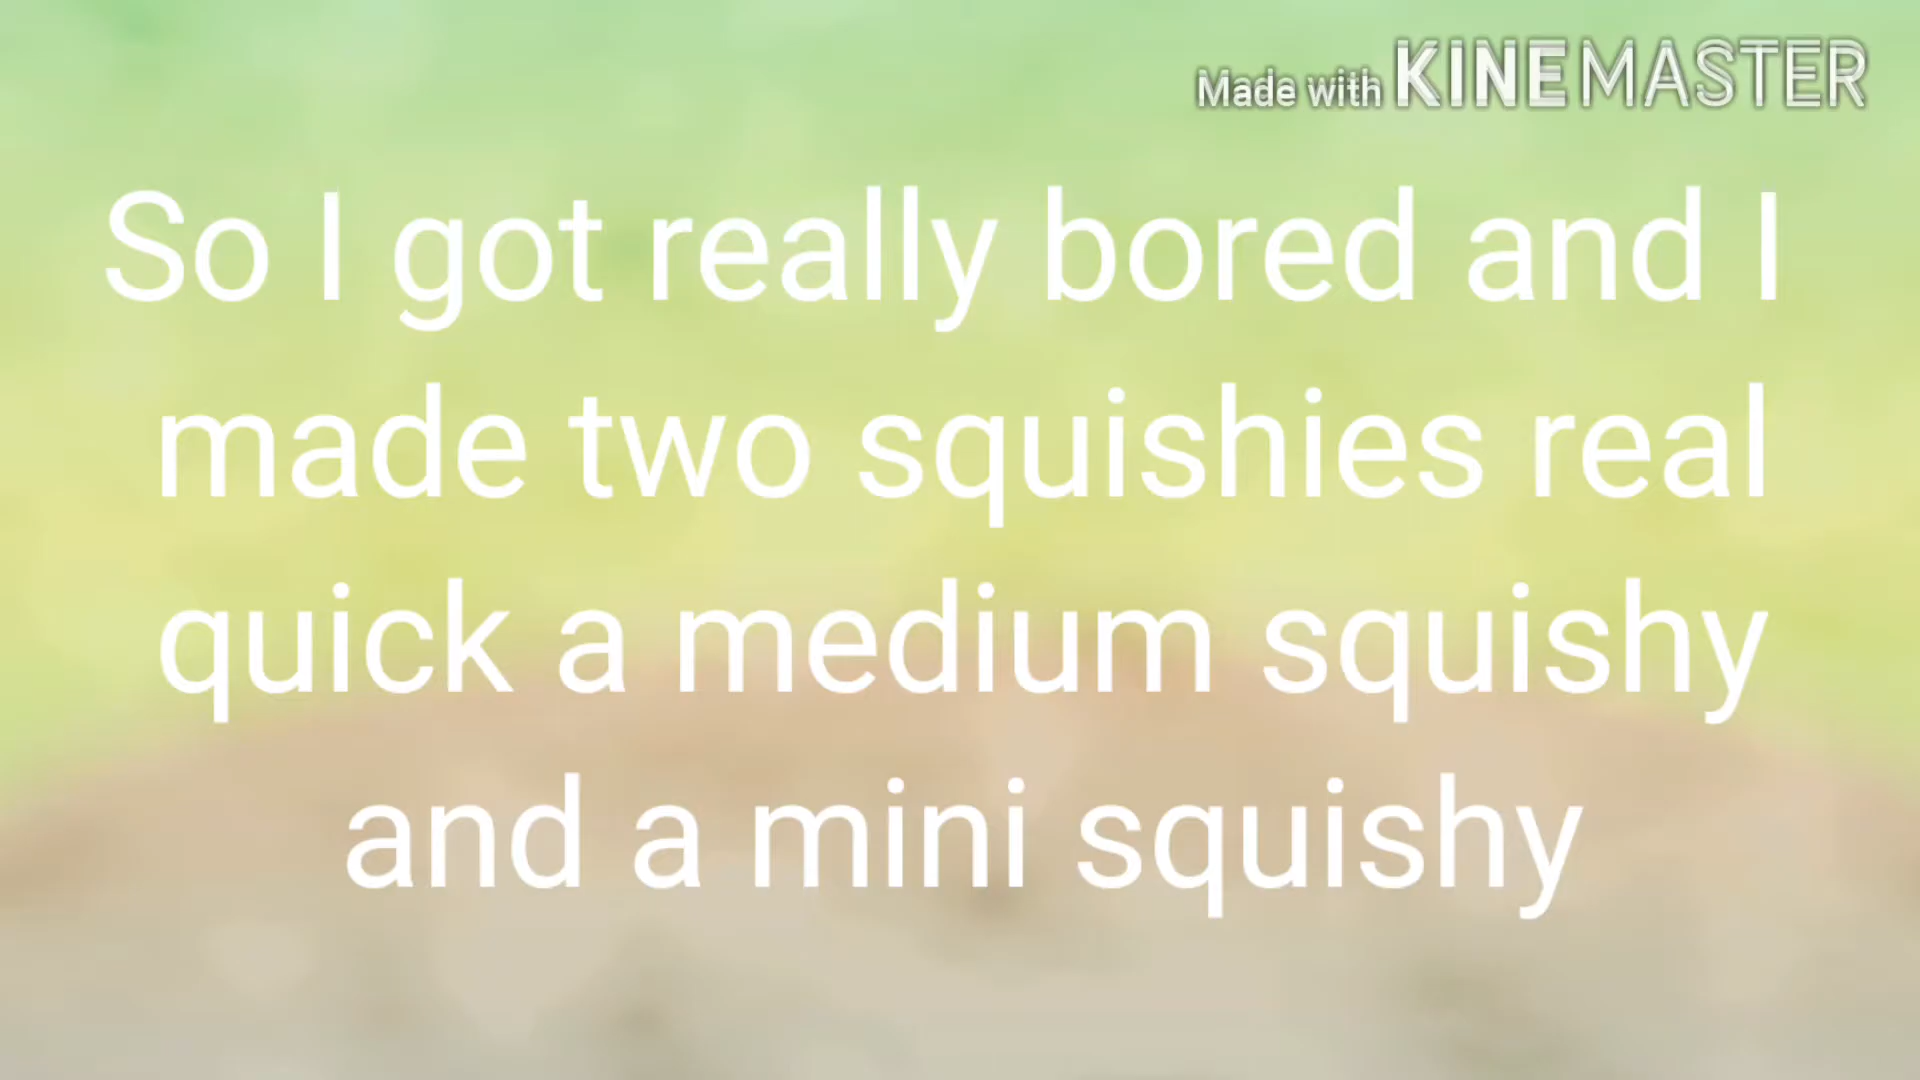 Made with KINEMASTER
So I got really bored and I
made two squishies real
quick a medium squishy
and a mini squishy